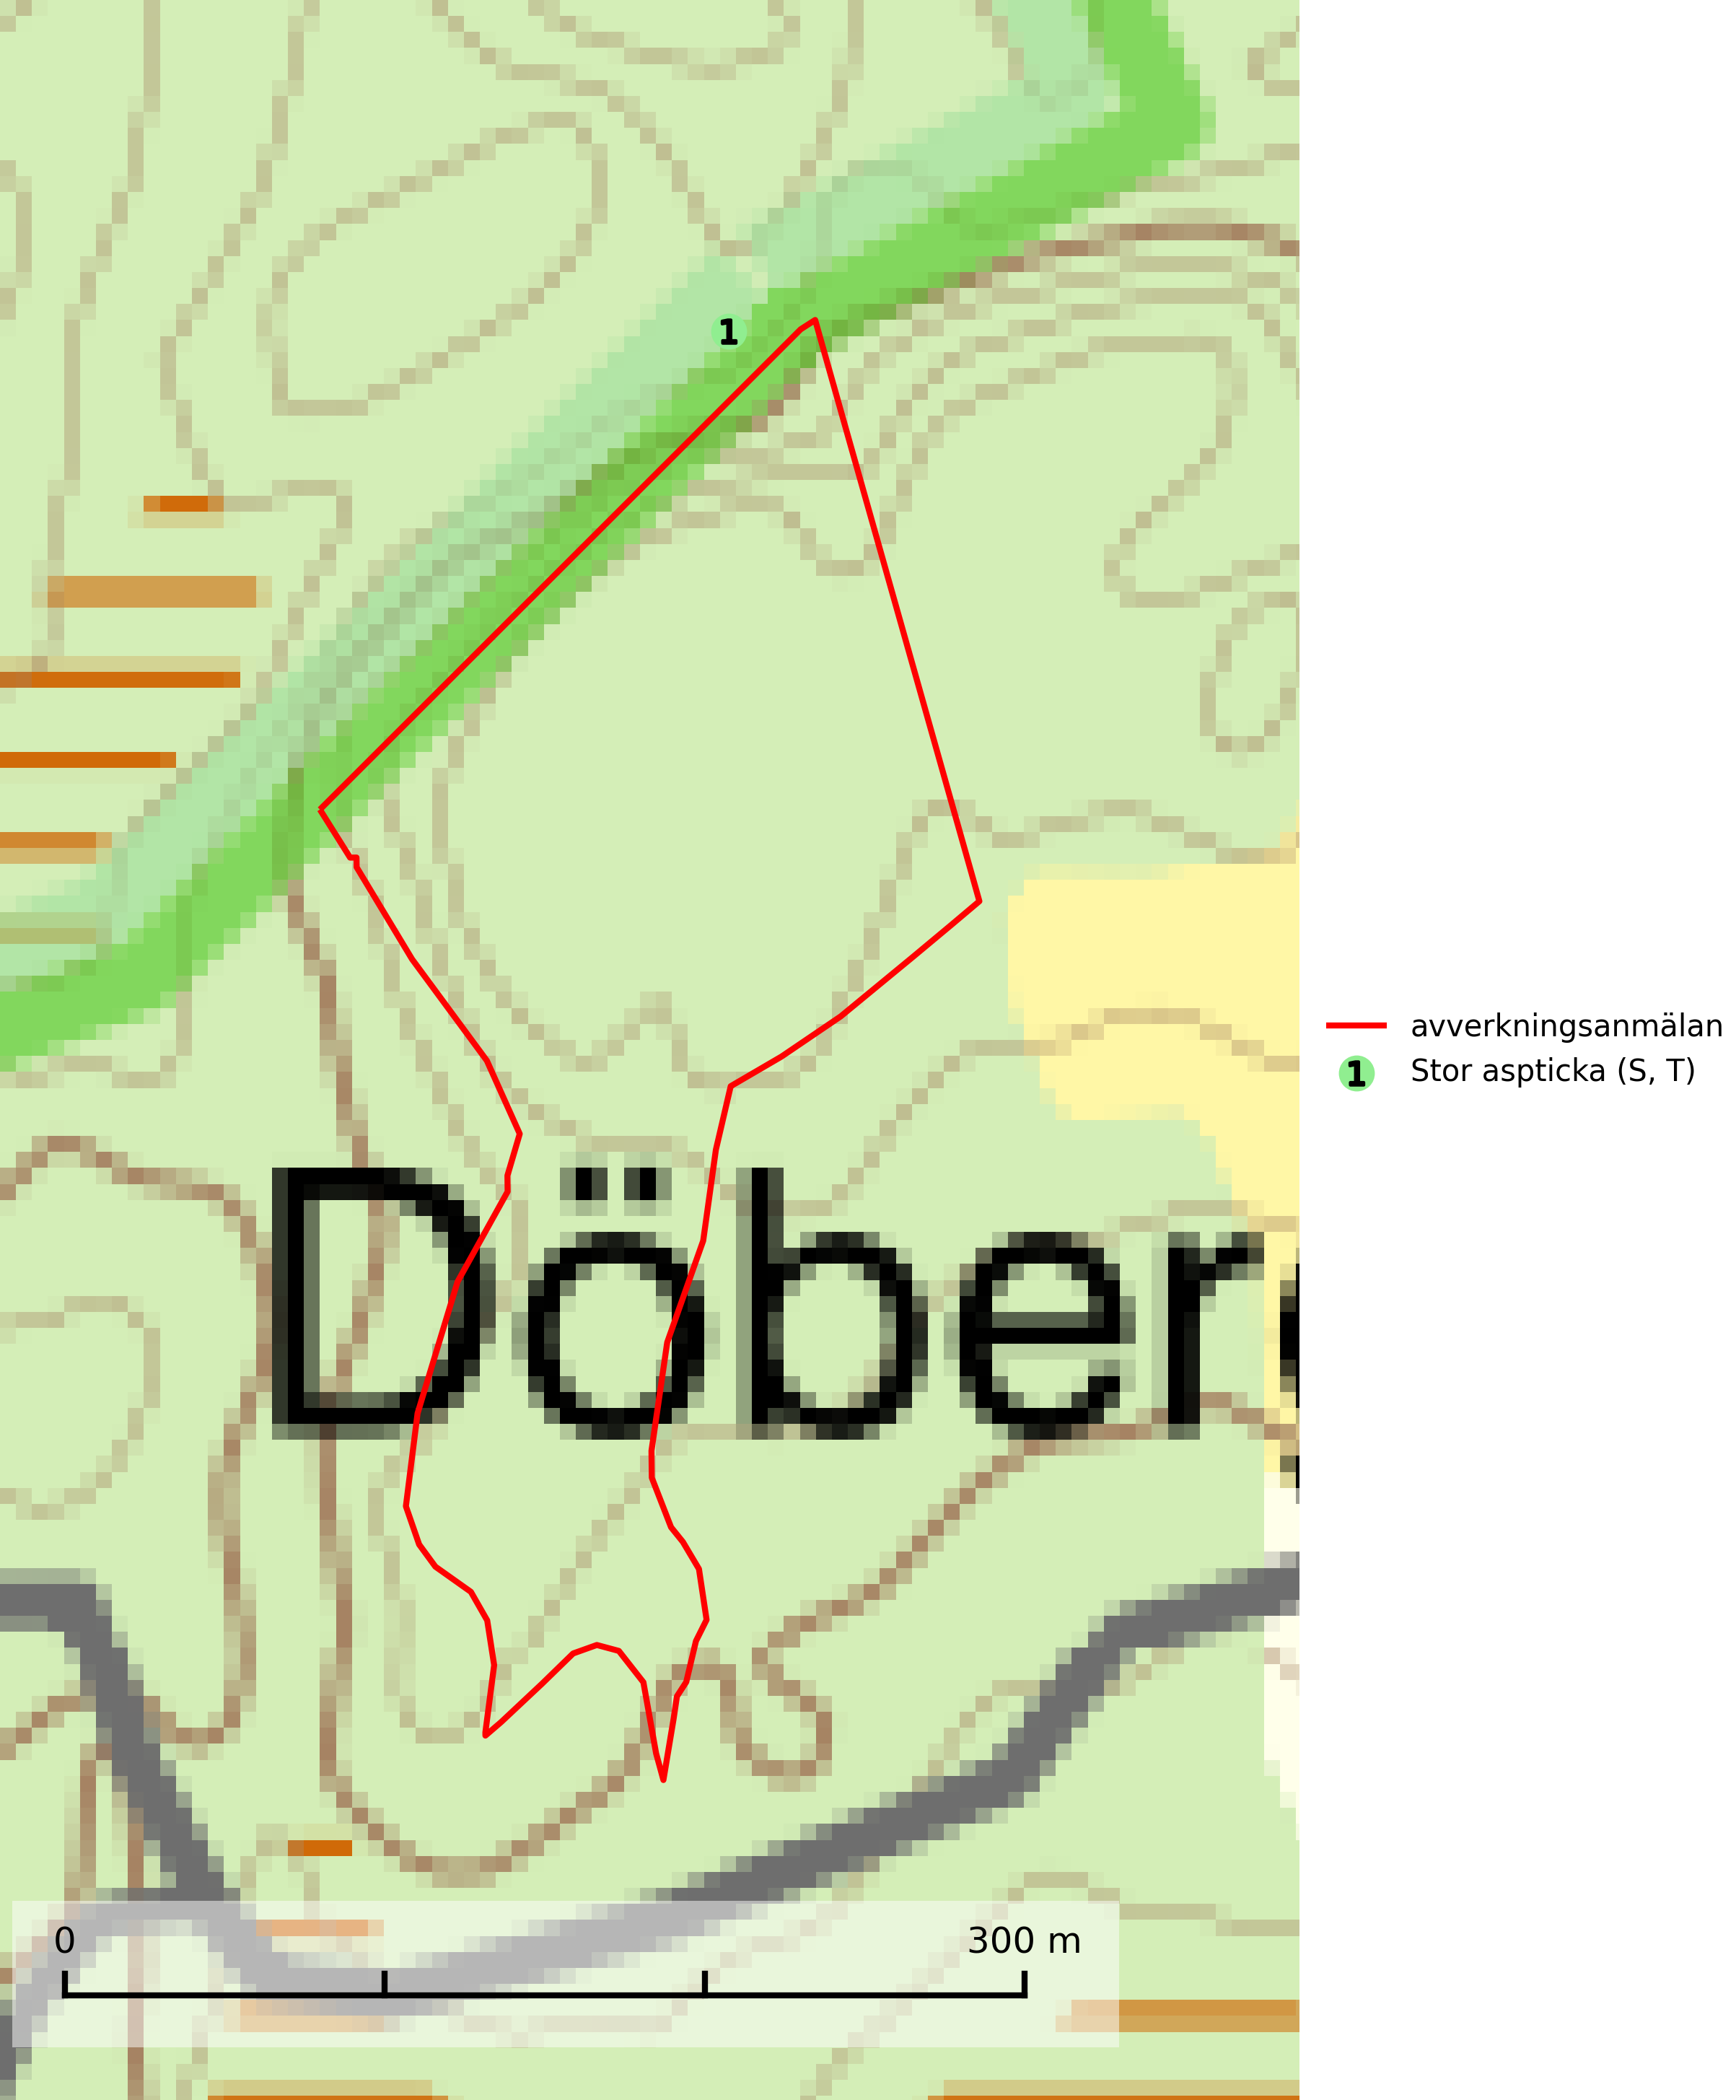 1
Döber
avverkningsanmälan
1 Stor aspticka (S, T)
0 300 m